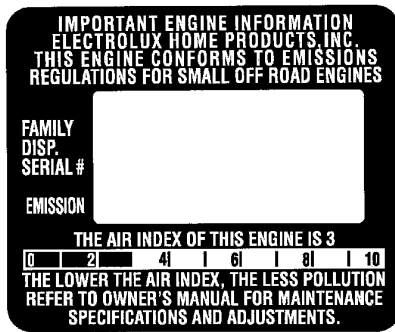 IMPORTANT ENGINE INFORMATION
ELECTROLUX HOME PRODUCTS, INC.
THIS ENGINE CONFORMS TO EMISSIONS
REGULATIONS FOR SMALL OFF ROAD ENGINES
FAMILY
DISP.
SERIAL #
EMISSION
THE AIR INDEX OF THIS ENGINE IS 3
0 2 4 6 8 10
THE LOWER THE AIR INDEX, THE LESS POLLUTION
REFER TO OWNER'S MANUAL FOR MAINTENANCE
SPECIFICATIONS AND ADJUSTMENTS.